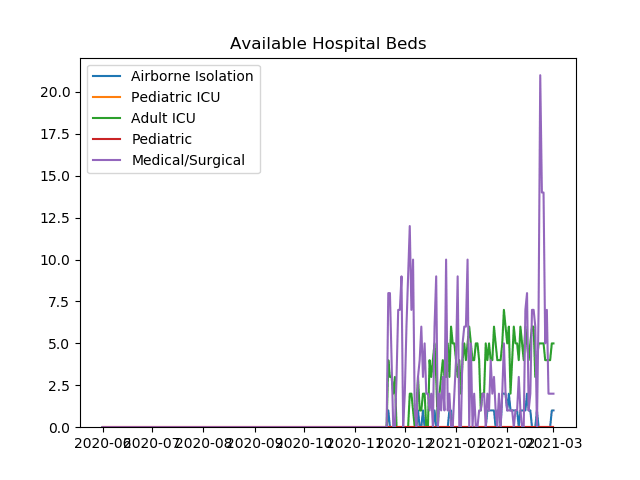 Available Hospital Beds
Airborne Isolation
Pediatric ICU
Adult ICU
Pediatric
Medical/Surgical
20.0
17.5
15.0
12.5
10.0
7.5
5.0
2.5
0.0
2020-06 2020-07 2020-08 2020-09 2020-10 2020-11 2020-12 2021-01 2021-02 2021-03